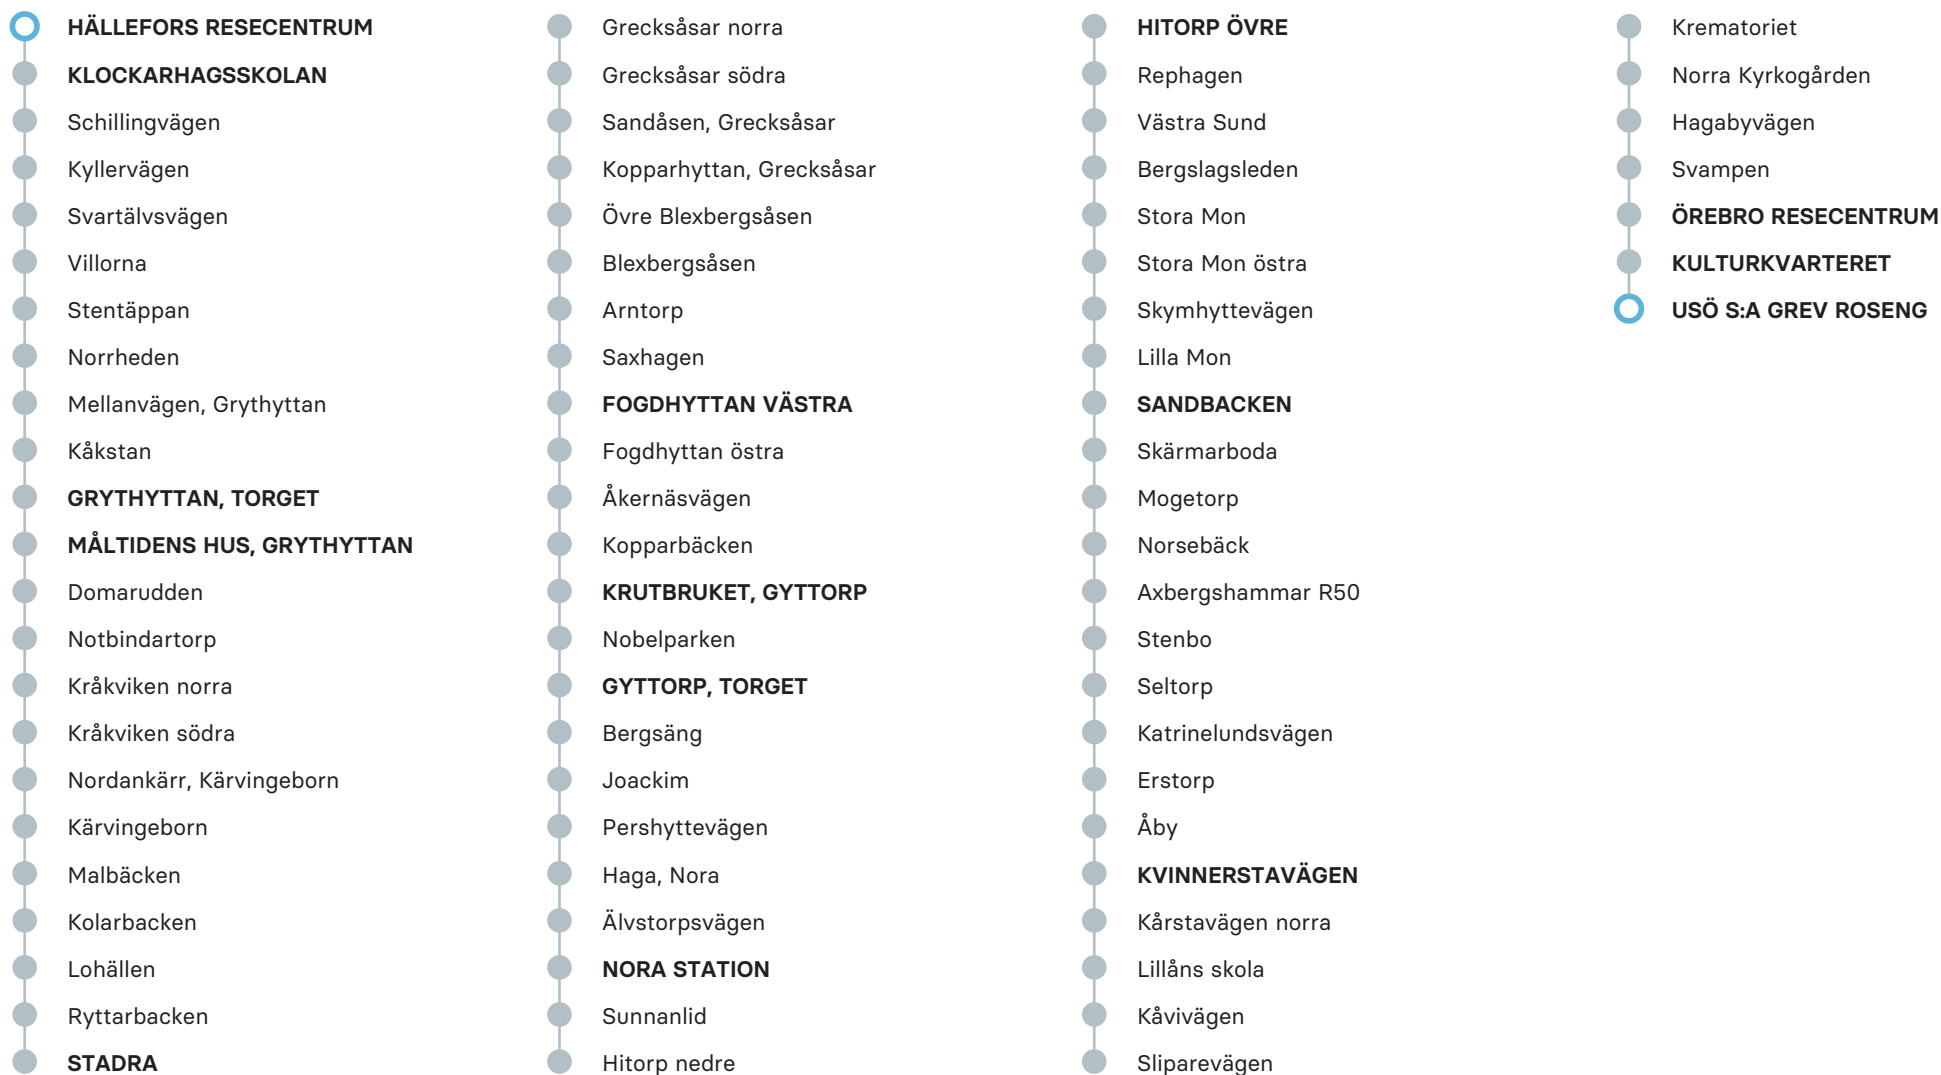 HÄLLEFORS RESECENTRUM
KLOCKARHAGSSKOLAN
Schillingvägen
Kyllervägen
Svartälvsvägen
Villorna
Stentäppan
Norrheden
Mellanvägen, Grythyttan
Kåkstan
GRYTHYTTAN, TORGET
MÅLTIDENS HUS, GRYTHYTTAN
Domarudden
Notbindartorp
Kråkviken norra
Kråkviken södra
Nordankärr, Kärvingeborn
Kärvingeborn
Malbäcken
Kolarbacken
Lohällen
Ryttarbacken
STADRA
Grecksåsar norra
Grecksåsar södra
Sandåsen, Grecksåsar
Kopparhyttan, Grecksåsar
Övre Blexbergsåsen
Blexbergsåsen
Arntorp
Saxhagen
FOGDHYTTAN VÄSTRA
Fogdhyttan östra
Åkernäsvägen
Kopparbäcken
KRUTBRUKET, GYTTORP
Nobelparken
GYTTORP, TORGET
Bergsäng
Joackim
Pershyttevägen
Haga, Nora
Älvstorpsvägen
NORA STATION
Sunnanlid
Hitorp nedre
HITORP ÖVRE
Rephagen
Västra Sund
Bergslagsleden
Stora Mon
Stora Mon östra
Skymhyttevägen
Lilla Mon
SANDBACKEN
Skärmarboda
Mogetorp
Norsebäck
Axbergshammar R50
Stenbo
Seltorp
Katrinelundsvägen
Erstorp
Åby
KVINNERSTAVÄGEN
Kårstavägen norra
Lillåns skola
Kåvivägen
Sliparevägen
Krematoriet
Norra Kyrkogården
Hagabyvägen
Svampen
ÖREBRO RESECENTRUM
KULTURKVARTERET
USÖ S:A GREV ROSENG